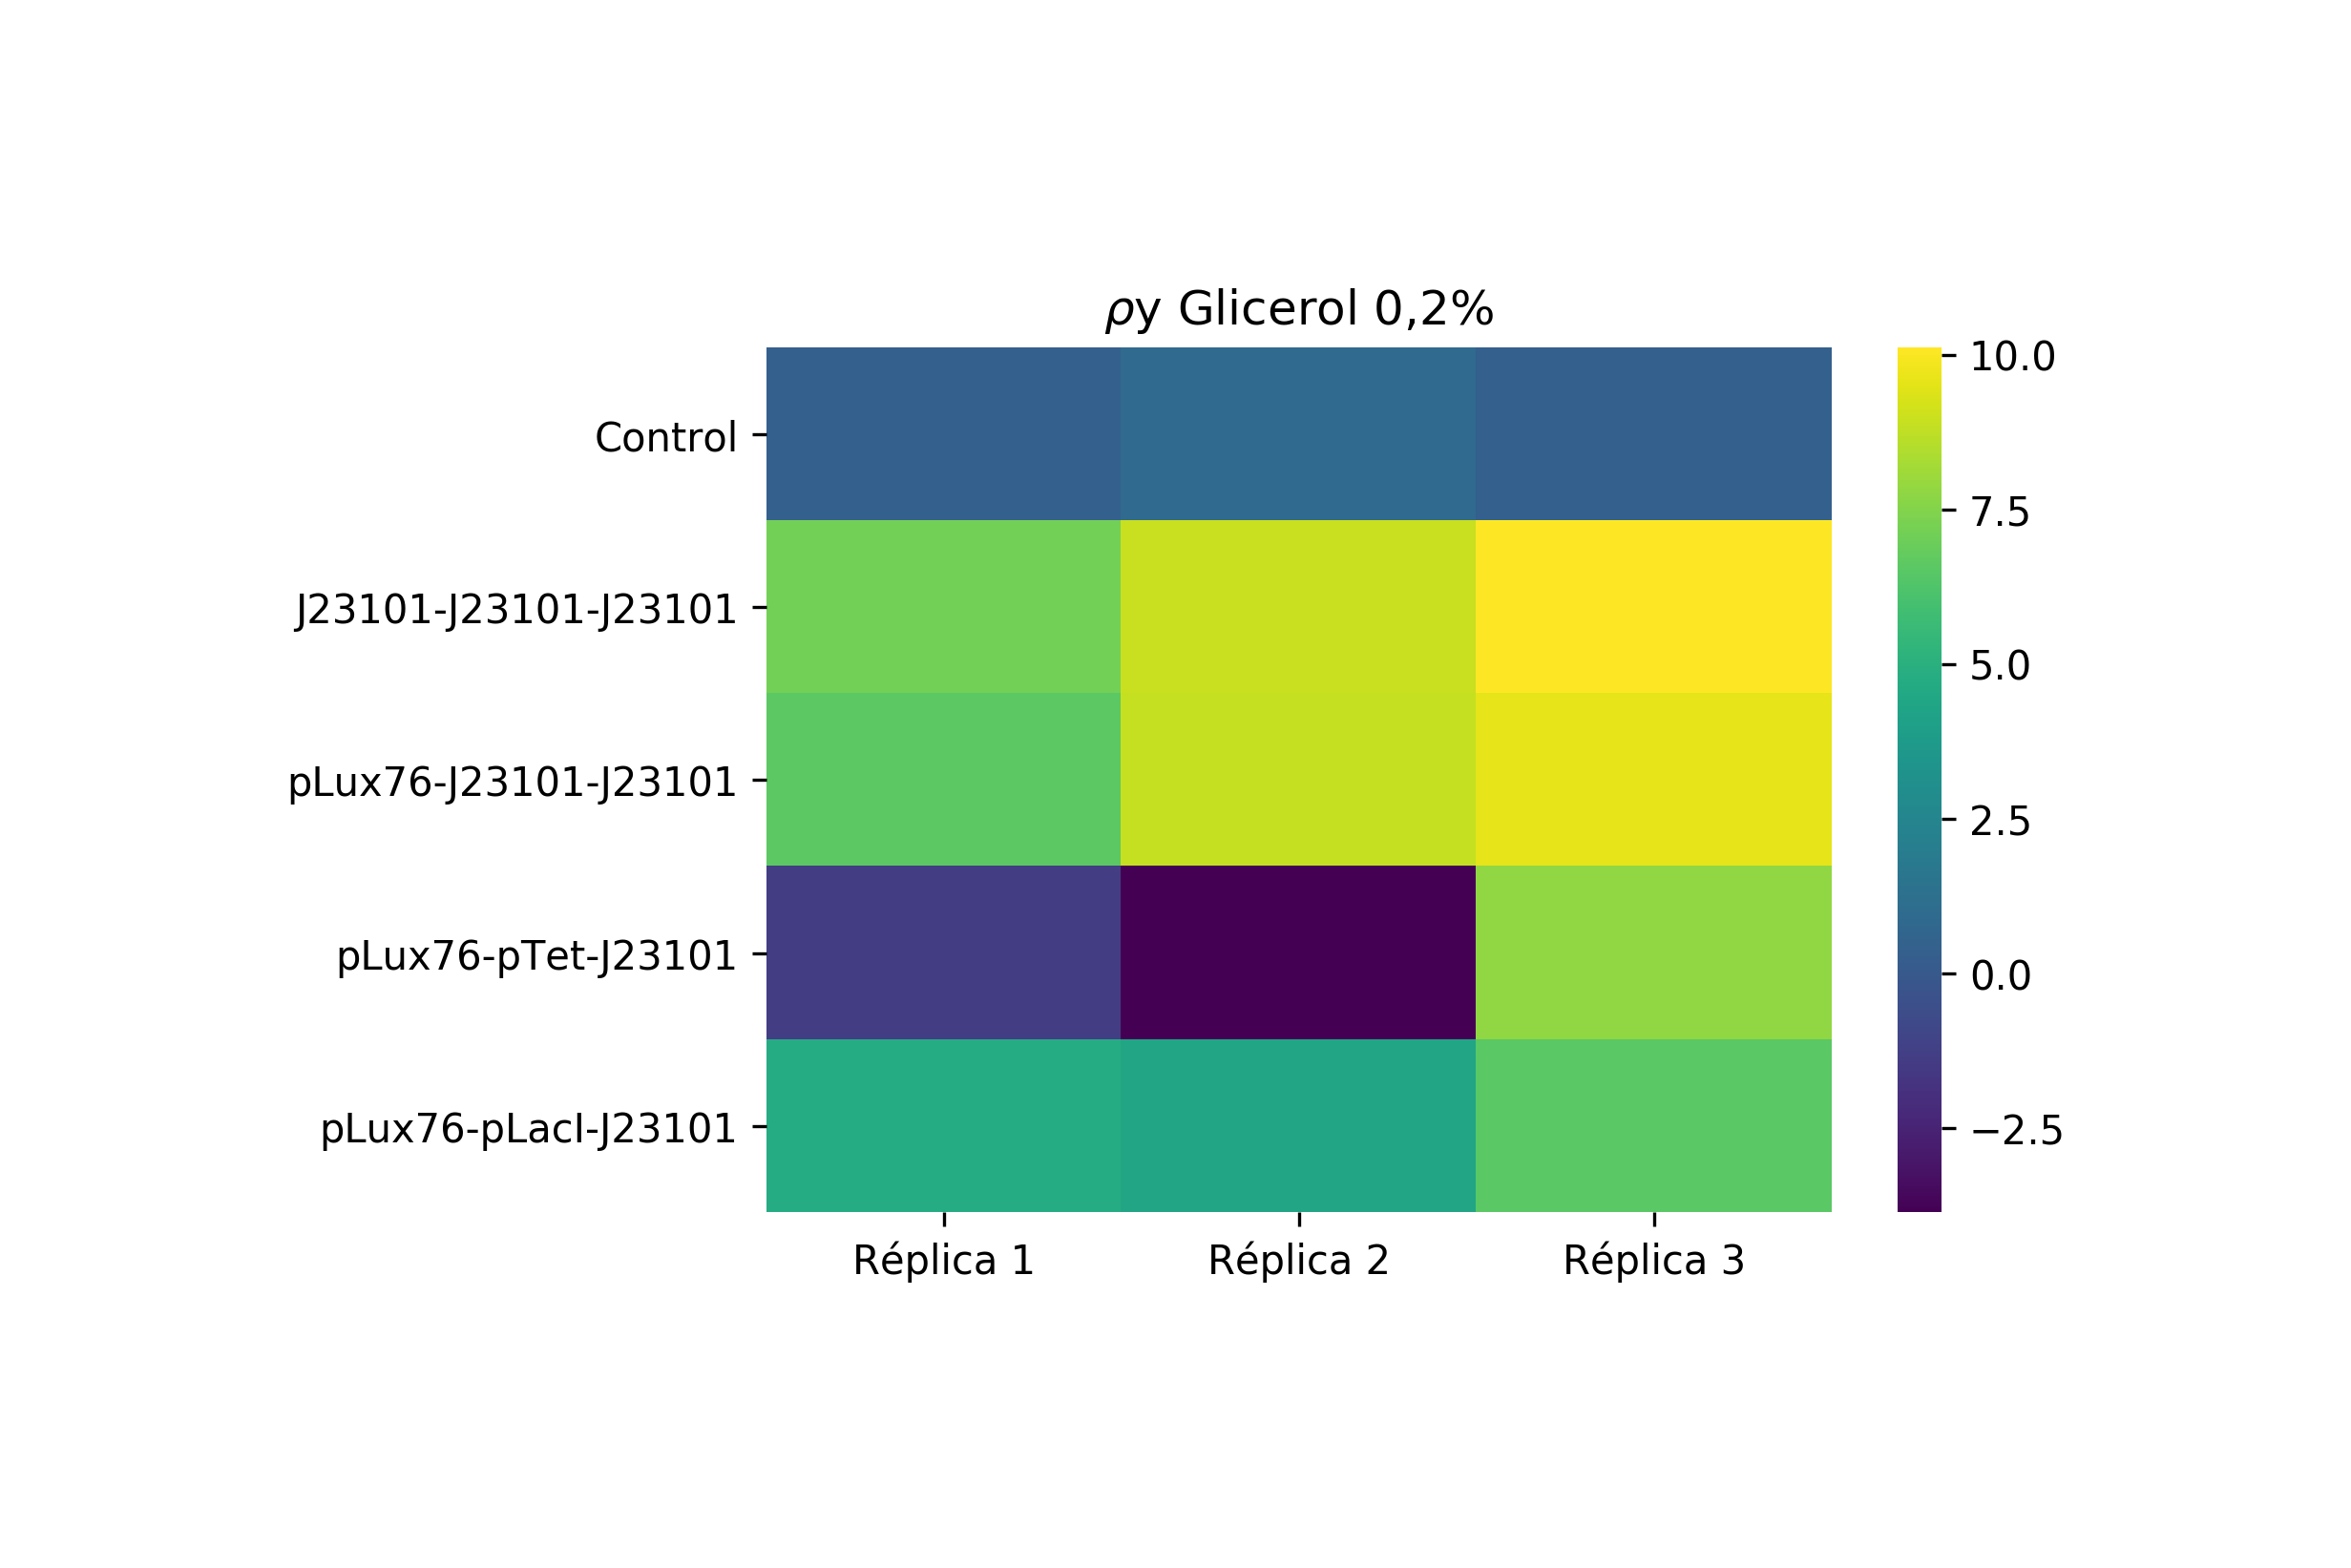 ρy Glicerol 0,2%
Control
J23101-J23101-J23101
pLux76-J23101-J23101
pLux76-pTet-J23101
pLux76-pLacI-J23101
Réplica 1 Réplica 2 Réplica 3
10.0
7.5
5.0
2.5
0.0
−2.5